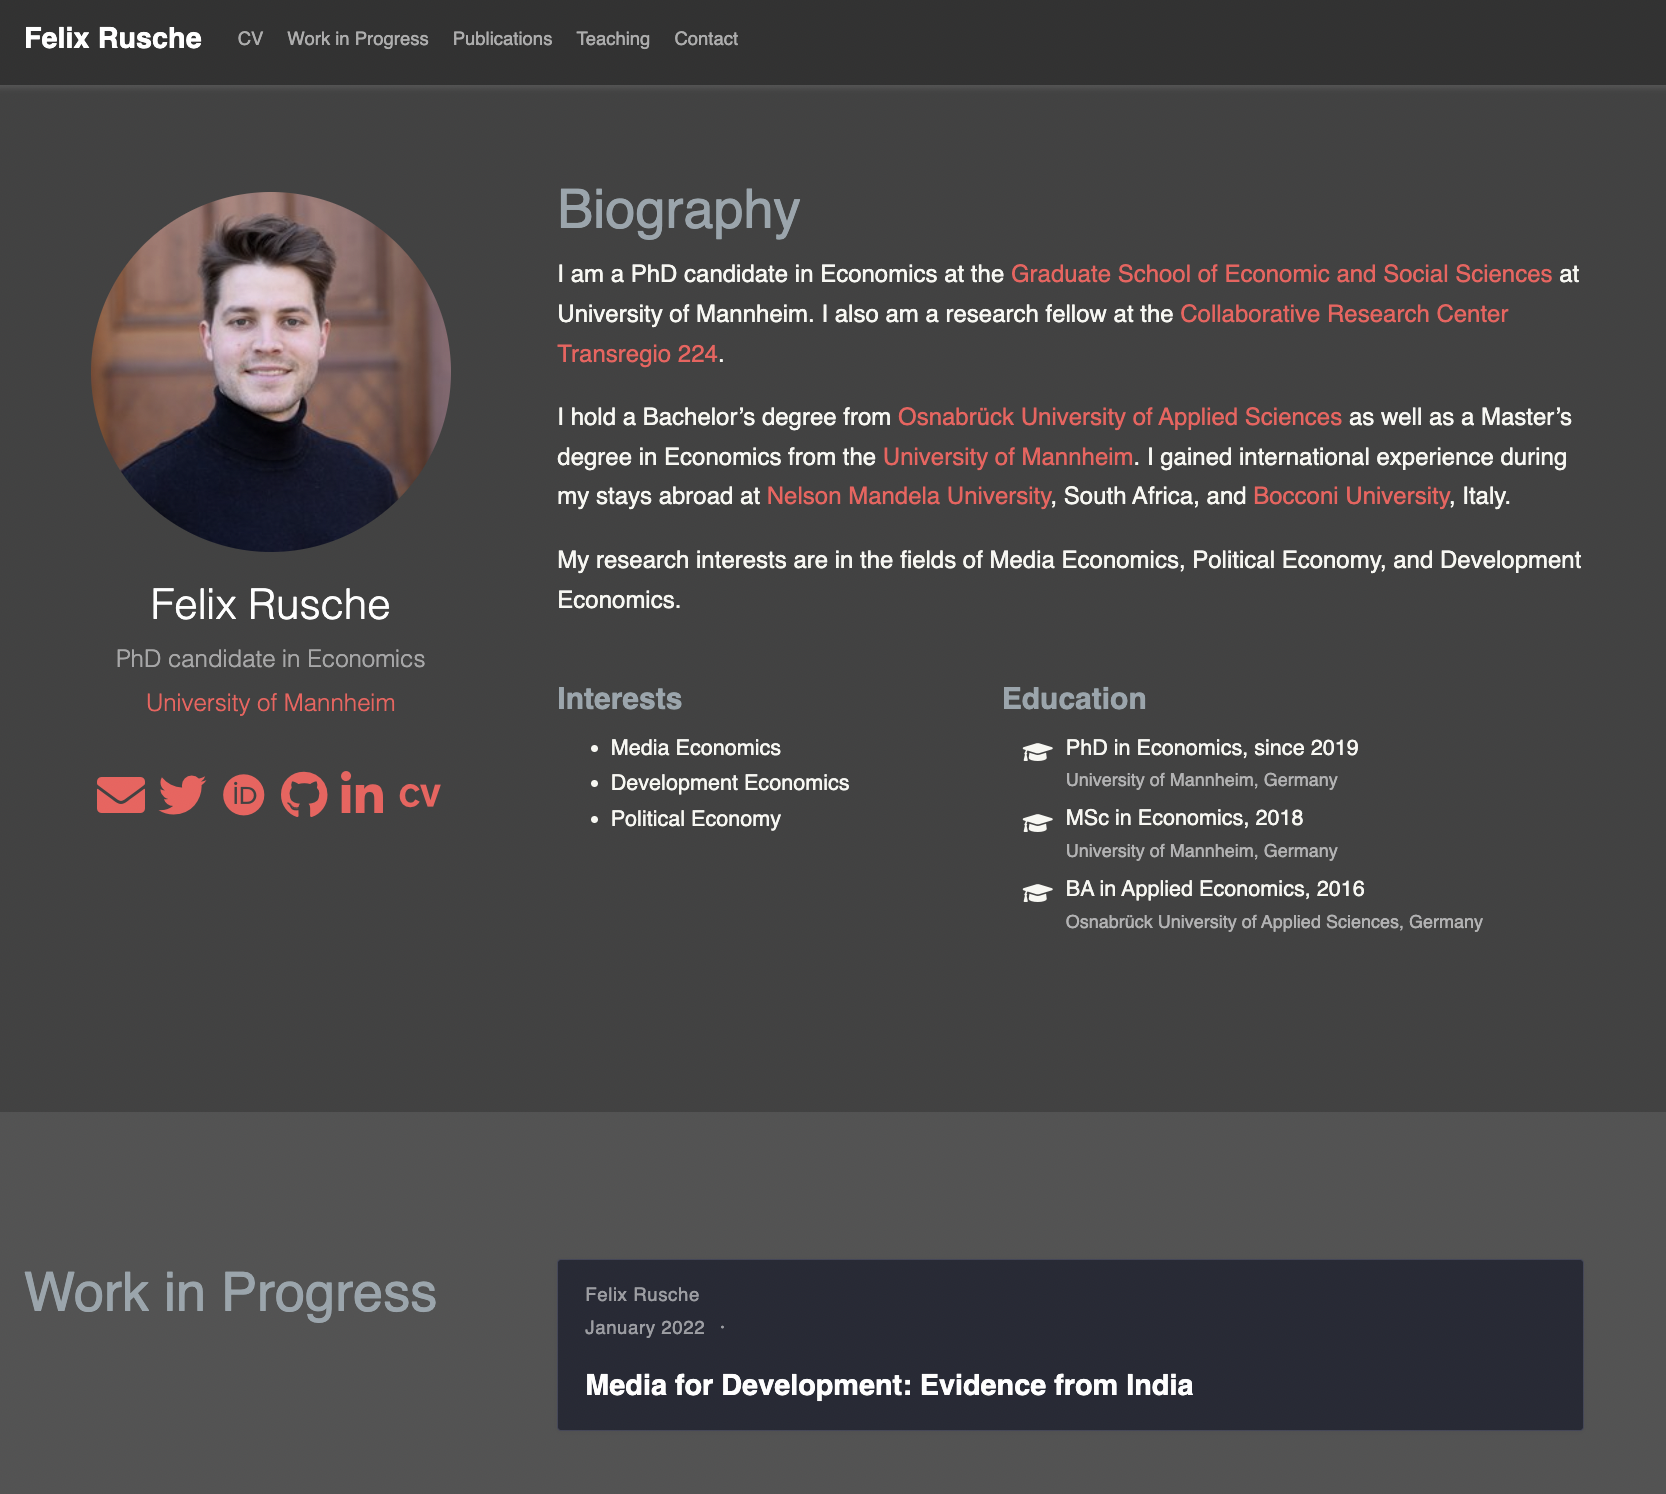 Felix Rusche CV Work in Progress Publications Teaching Contact
Felix Rusche
PhD candidate in Economics
University of Mannheim
iD
in
cv
Biography
I am a PhD candidate in Economics at the Graduate School of Economic and Social Sciences at
University of Mannheim. I also am a research fellow at the Collaborative Research Center
Transregio 224.
I hold a Bachelor’s degree from Osnabrück University of Applied Sciences as well as a Master’s
degree in Economics from the University of Mannheim. I gained international experience during
my stays abroad at Nelson Mandela University, South Africa, and Bocconi University, Italy.
My research interests are in the fields of Media Economics, Political Economy, and Development
Economics.
Interests
• Media Economics
• Development Economics
• Political Economy
Education
PhD in Economics, since 2019
University of Mannheim, Germany
MSc in Economics, 2018
University of Mannheim, Germany
BA in Applied Economics, 2016
Osnabrück University of Applied Sciences, Germany
Work in Progress
Felix Rusche
January 2022 ·
Media for Development: Evidence from India